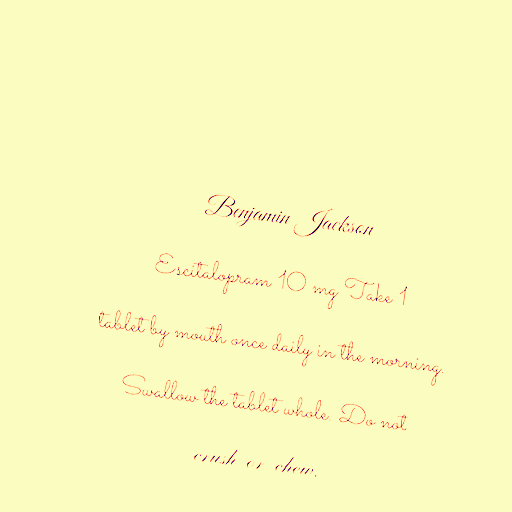 Benjamin Jackson
Escitalopram 10 mg Take 1
tablet by mouth once daily in the morning.
Swallow the tablet whole. Do not
crush or chew.